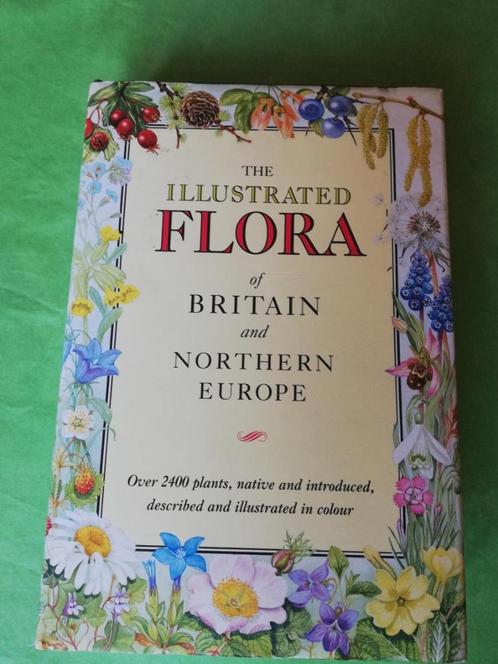 THE
ILLUSTRATED
FLORA
of
BRITAIN
and
NORTHERN
EUROPE
Over 2400 plants, native and introduced,
described and illustrated in colour